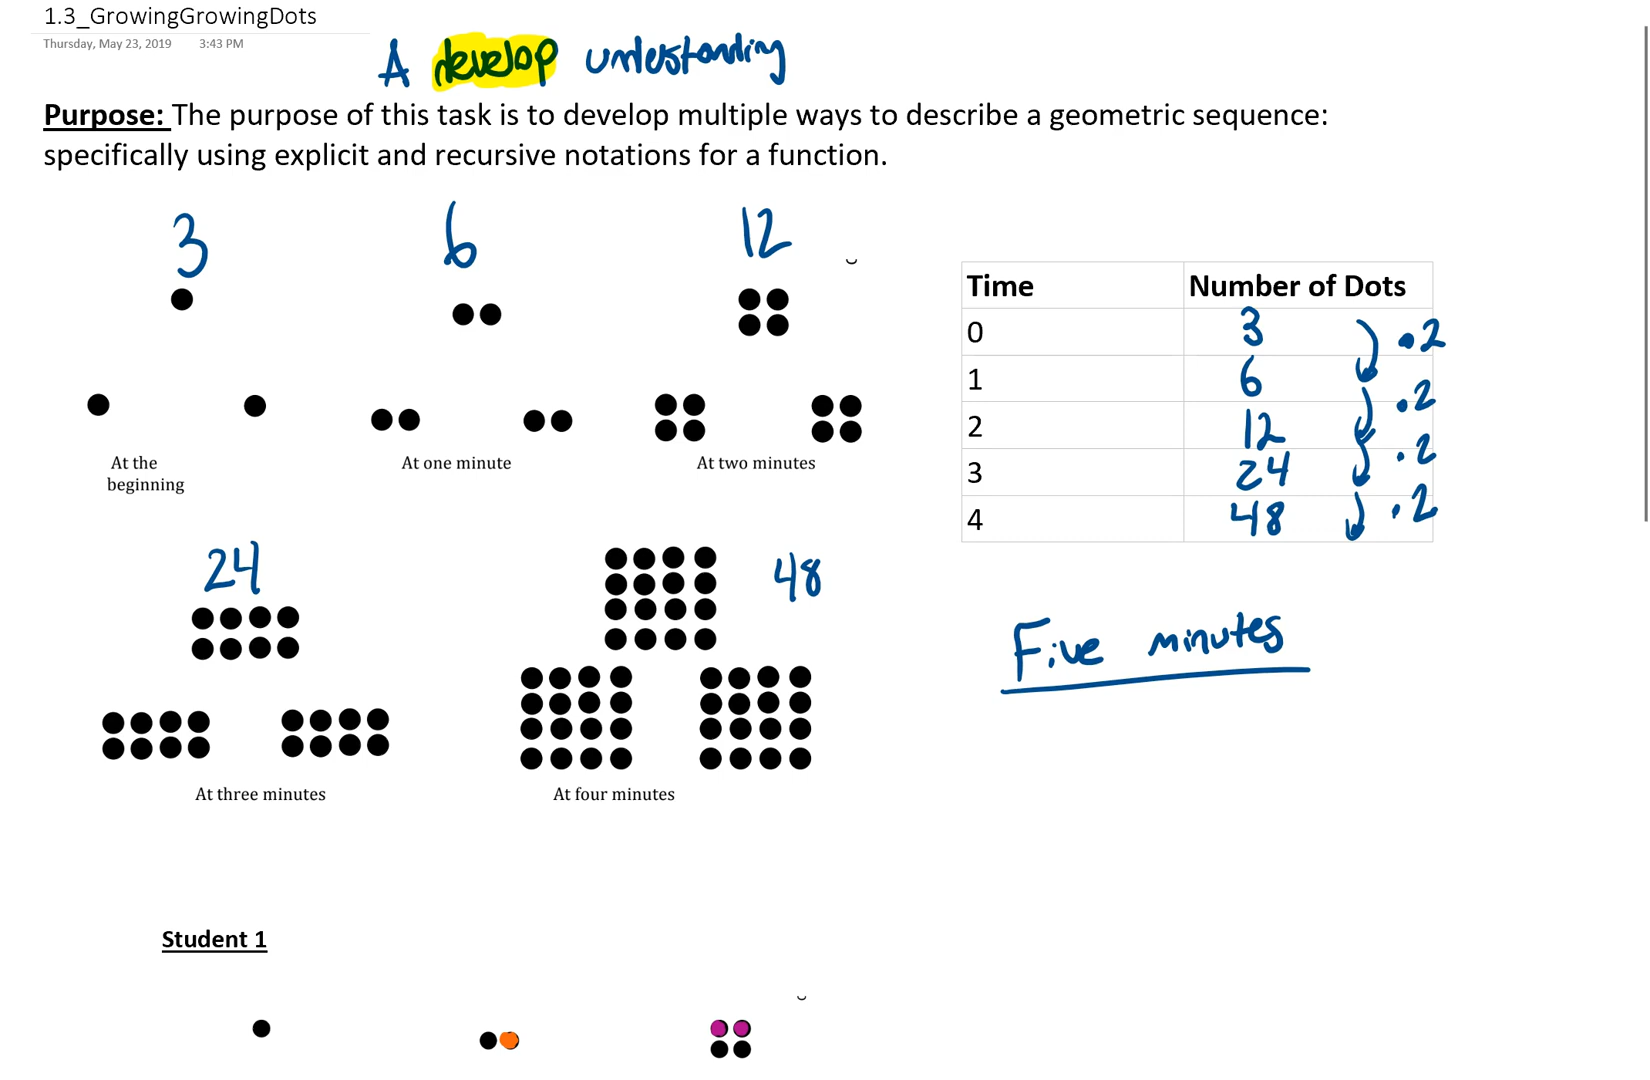 1.3_GrowingGrowingDots
Thursday, May 23, 2019 3:43 PM
A develop understanding
Purpose: The purpose of this task is to develop multiple ways to describe a geometric sequence:
specifically using explicit and recursive notations for a function.
3 6 12
At the
beginning
At one minute
At two minutes
Time Number of Dots
0 3 •2
1 6 •2
2 12 •2
3 24 •2
4 48
24 48
At three minutes At four minutes
Five minutes
Student 1